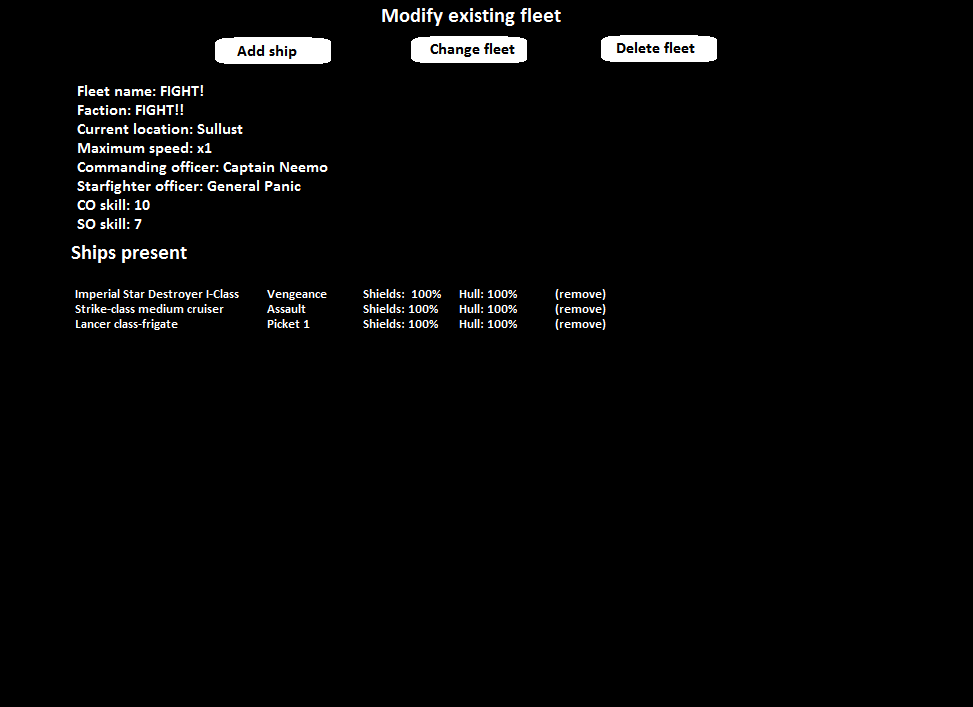 Modify existing fleet
Add ship Change fleet Delete fleet
Fleet name: FIGHT!
Faction: FIGHT!!
Current location: Sullust
Maximum speed: x1
Commanding officer: Captain Neemo
Starfighter officer: General Panic
CO skill: 10
SO skill: 7
Ships present
Imperial Star Destroyer I-Class Vengeance Shields: 100% Hull: 100% (remove)
Strike-class medium cruiser Assault Shields: 100% Hull: 100% (remove)
Lancer class-frigate Picket 1 Shields: 100% Hull: 100% (remove)